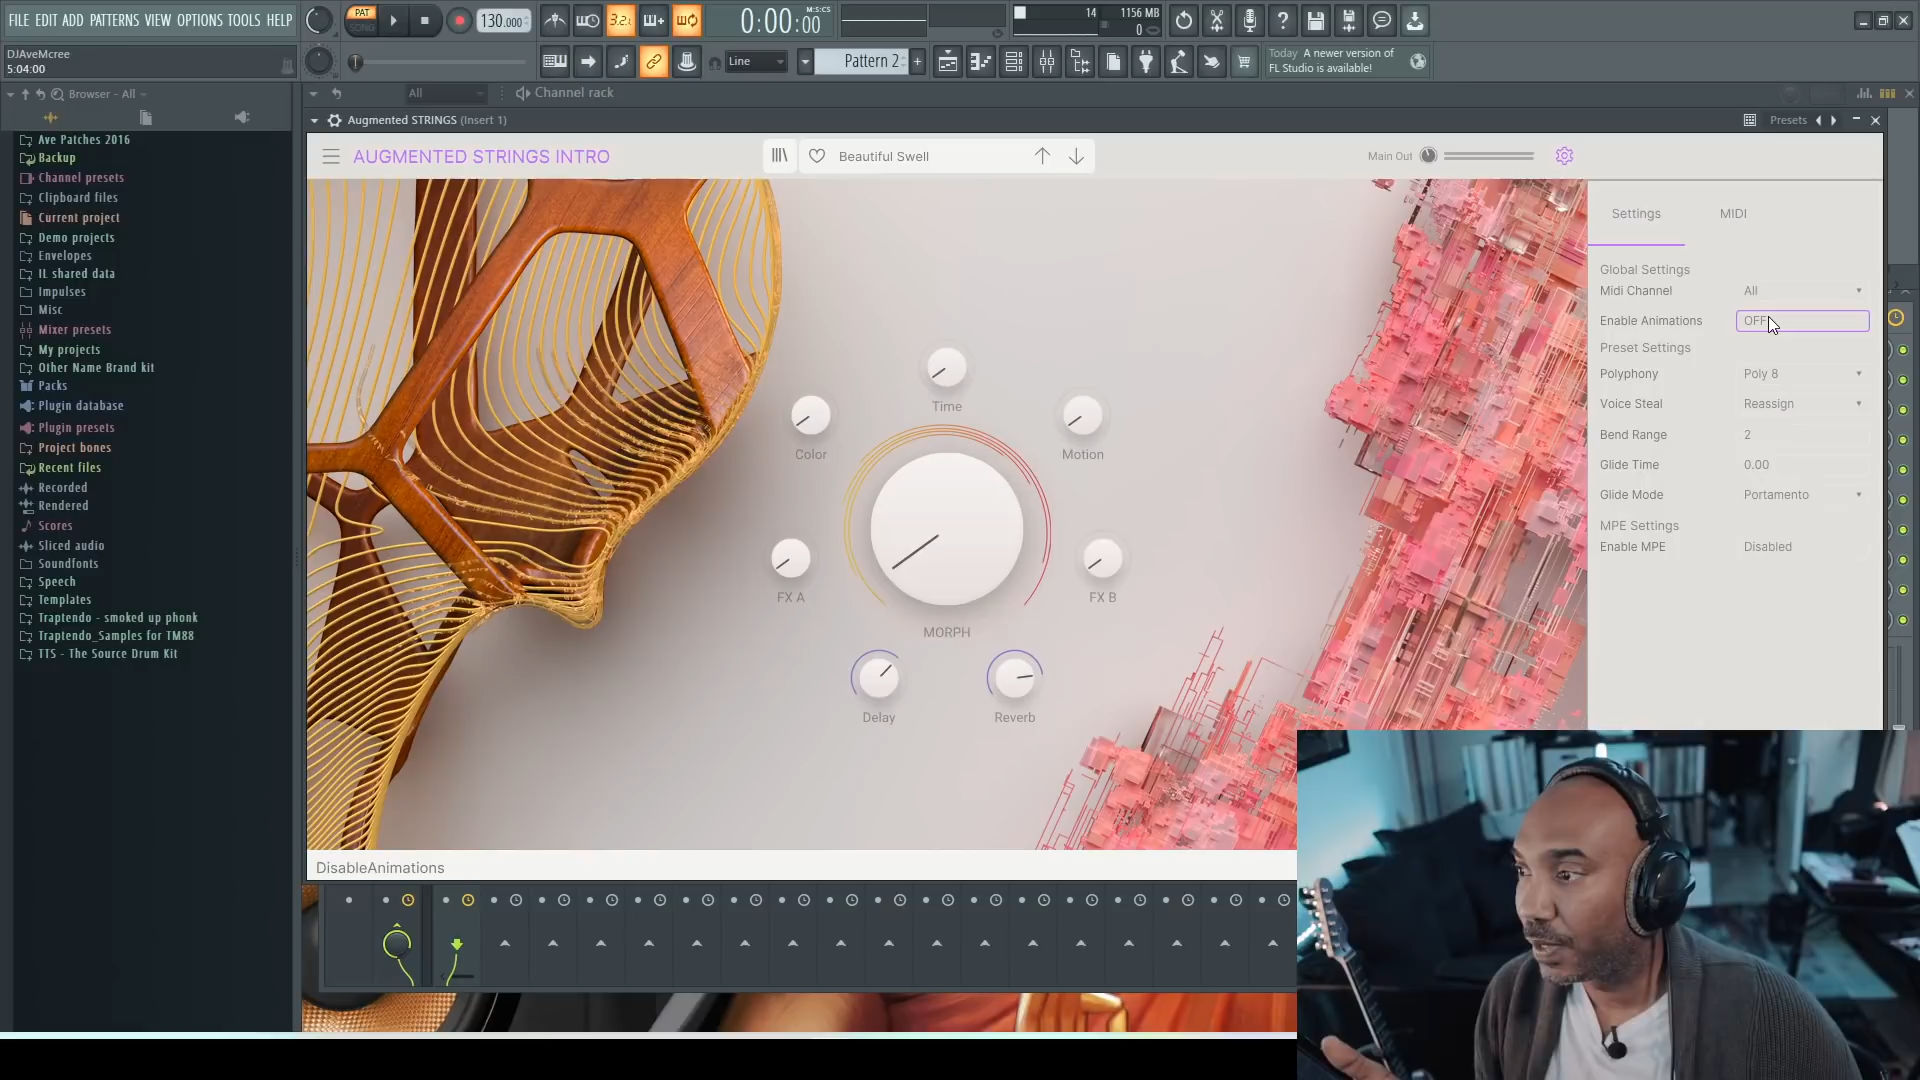 FILE EDIT ADD PATTERNS VIEW OPTIONS TOOLS HELP
PAT
SONG
130.000
3.2.
0:00:00
M:S:CS
14
1156 MB
0
DJAveMcree
5:04:00
Line
Pattern 2
Today
A newer version of
FL Studio is available!
Browser - All
All
Channel rack
Augmented STRINGS (Insert 1)
Presets
AUGMENTED STRINGS INTRO
Beautiful Swell
Main Out
Ave Patches 2016
Backup
Channel presets
Clipboard files
Current project
Demo projects
Envelopes
IL shared data
Impulses
Misc
Mixer presets
My projects
Other Name Brand kit
Packs
Plugin database
Plugin presets
Project bones
Recent files
Recorded
Rendered
Scores
Sliced audio
Soundfonts
Speech
Templates
Traptendo - smoked up phonk
Traptendo_Samples for TM88
TTS - The Source Drum Kit
Time
Color
Motion
FX A
FX B
MORPH
Delay
Reverb
Settings
MIDI
Global Settings
Midi Channel
All
Enable Animations
OFF
Preset Settings
Polyphony
Poly 8
Voice Steal
Reassign
Bend Range
2
Glide Time
0.00
Glide Mode
Portamento
MPE Settings
Enable MPE
Disabled
DisableAnimations